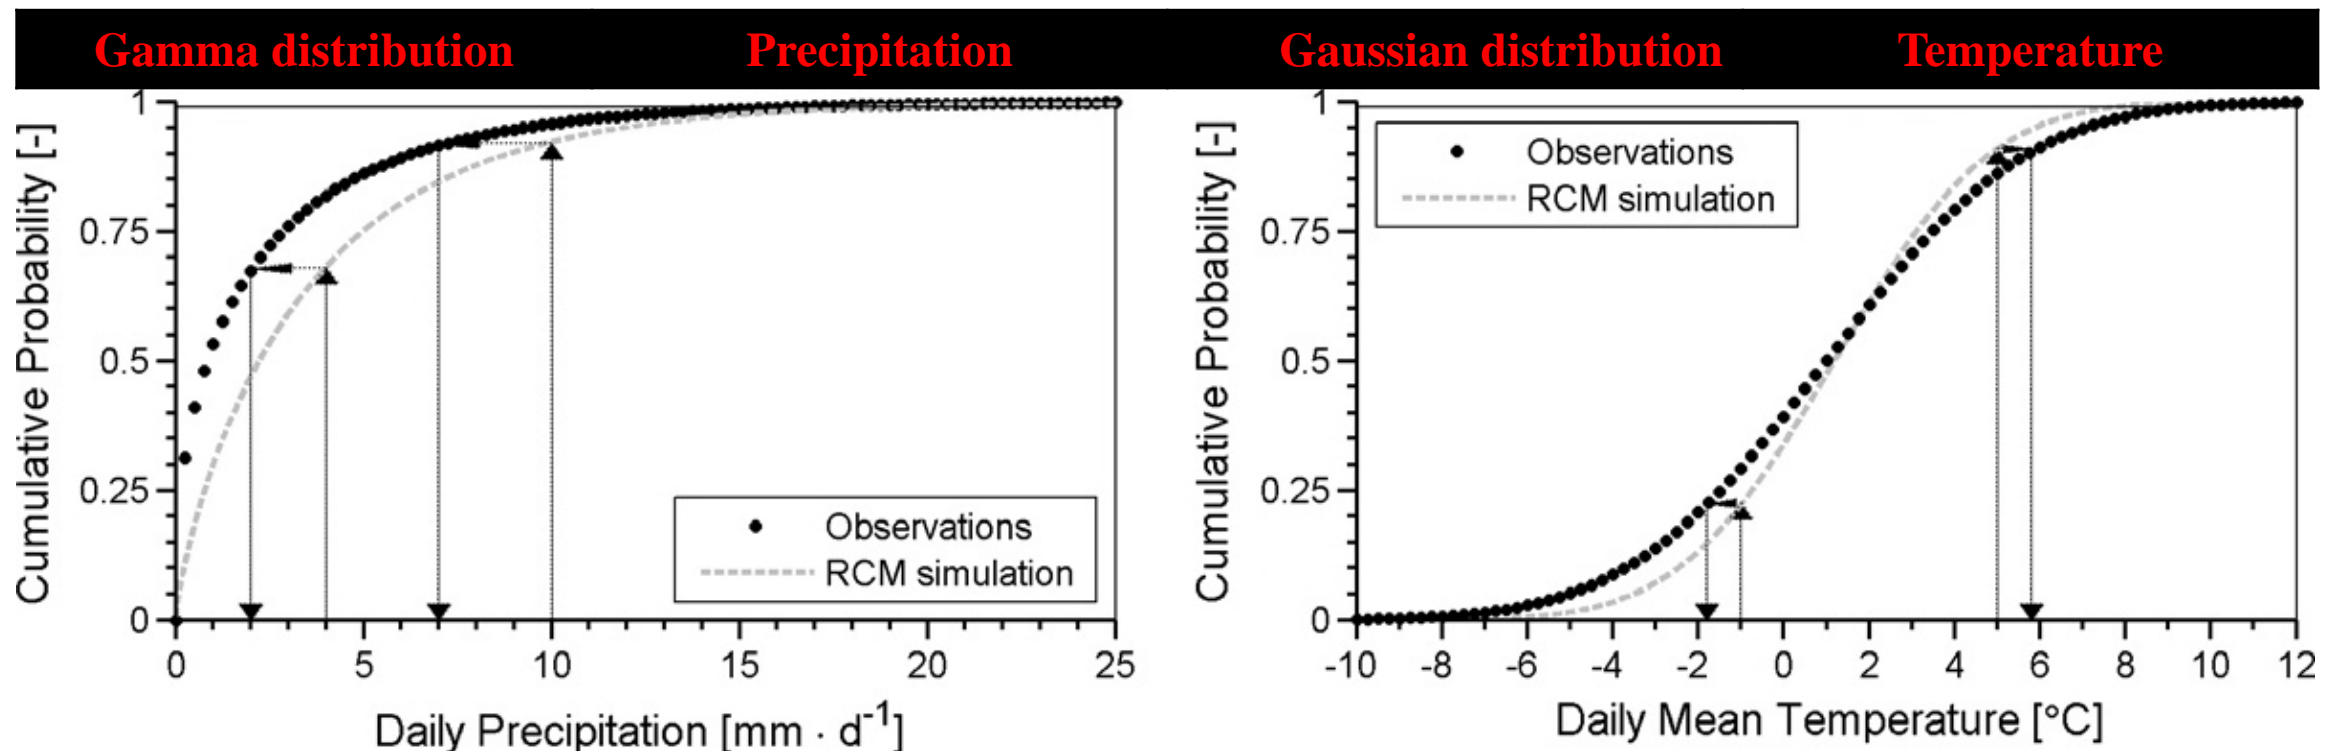 Gamma distribution Precipitation Gaussian distribution Temperature
Cumulative Probability [-]
1
0.75
0.5
0.25
0
Observations
RCM simulation
0 5 10 15 20 25
Daily Precipitation [mm · d⁻¹]
Cumulative Probability [-]
1
0.75
0.5
0.25
0
Observations
RCM simulation
-10 -8 -6 -4 -2 0 2 4 6 8 10 12
Daily Mean Temperature [°C]